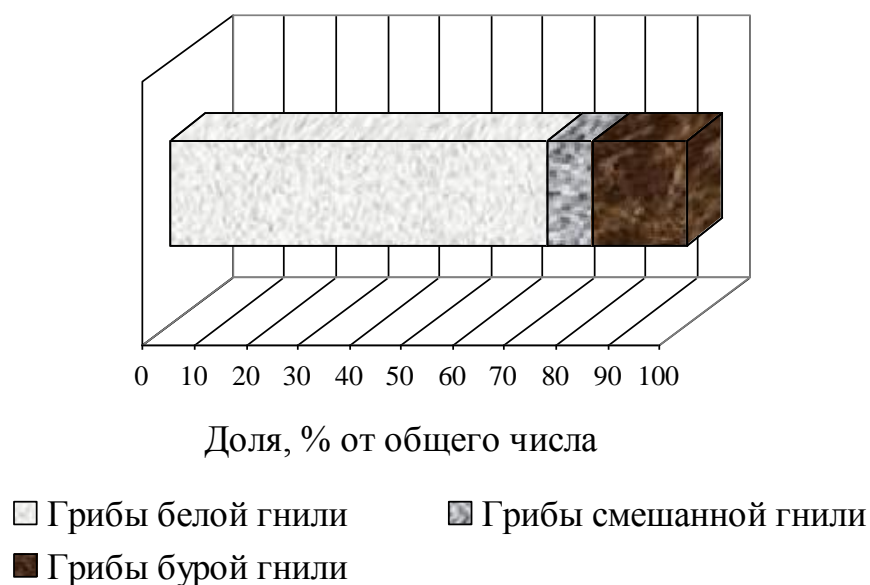 0 10 20 30 40 50 60 70 80 90 100
Доля, % от общего числа
Грибы белой гнили Грибы смешанной гнили
Грибы бурой гнили